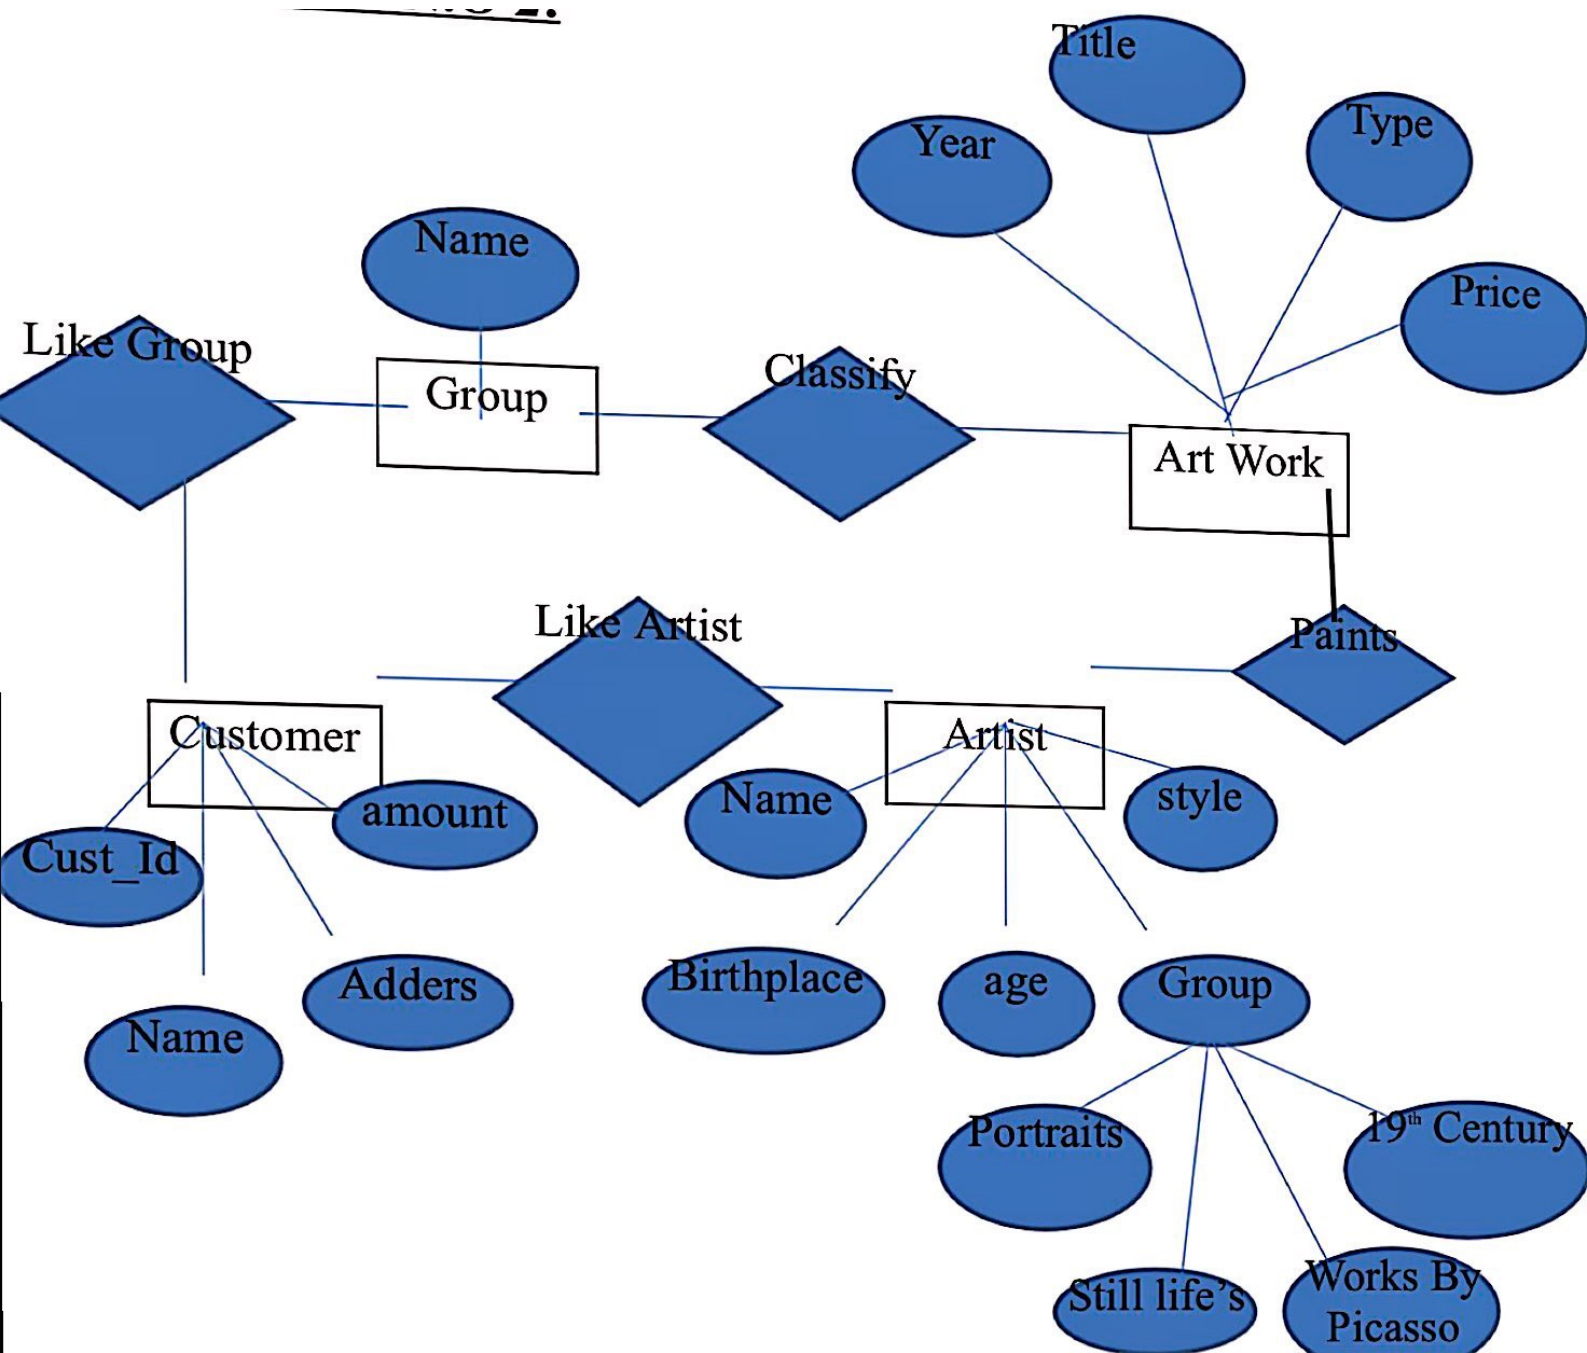 Title
Type
Year
Name
Price
Like Group
Classify
Group
Art Work
Like Artist
Paints
Customer
Artist
amount
Name
style
Cust_Id
Adders
Birthplace
age
Group
Name
Portraits
19th Century
Still life's
Works By
Picasso